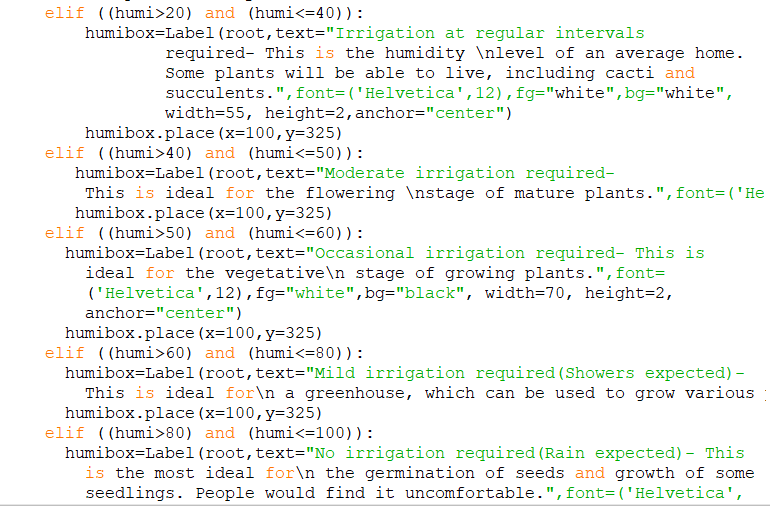 elif ((humi>20) and (humi<=40)):
humibox=Label(root,text="Irrigation at regular intervals
required- This is the humidity \nlevel of an average home.
Some plants will be able to live, including cacti and
succulents.",font=('Helvetica',12),fg="white",bg="white",
width=55, height=2,anchor="center")
humibox.place(x=100,y=325)
elif ((humi>40) and (humi<=50)):
humibox=Label(root,text="Moderate irrigation required-
This is ideal for the flowering \nstage of mature plants.",font=('He
humibox.place(x=100,y=325)
elif ((humi>50) and (humi<=60)):
humibox=Label(root,text="Occasional irrigation required- This is
ideal for the vegetative\n stage of growing plants.",font=
('Helvetica',12),fg="white",bg="black", width=70, height=2,
anchor="center")
humibox.place(x=100,y=325)
elif ((humi>60) and (humi<=80)):
humibox=Label(root,text="Mild irrigation required(Showers expected)-
This is ideal for\n a greenhouse, which can be used to grow various
humibox.place(x=100,y=325)
elif ((humi>80) and (humi<=100)):
humibox=Label(root,text="No irrigation required(Rain expected)- This
is the most ideal for\n the germination of seeds and growth of some
seedlings. People would find it uncomfortable.",font=('Helvetica',